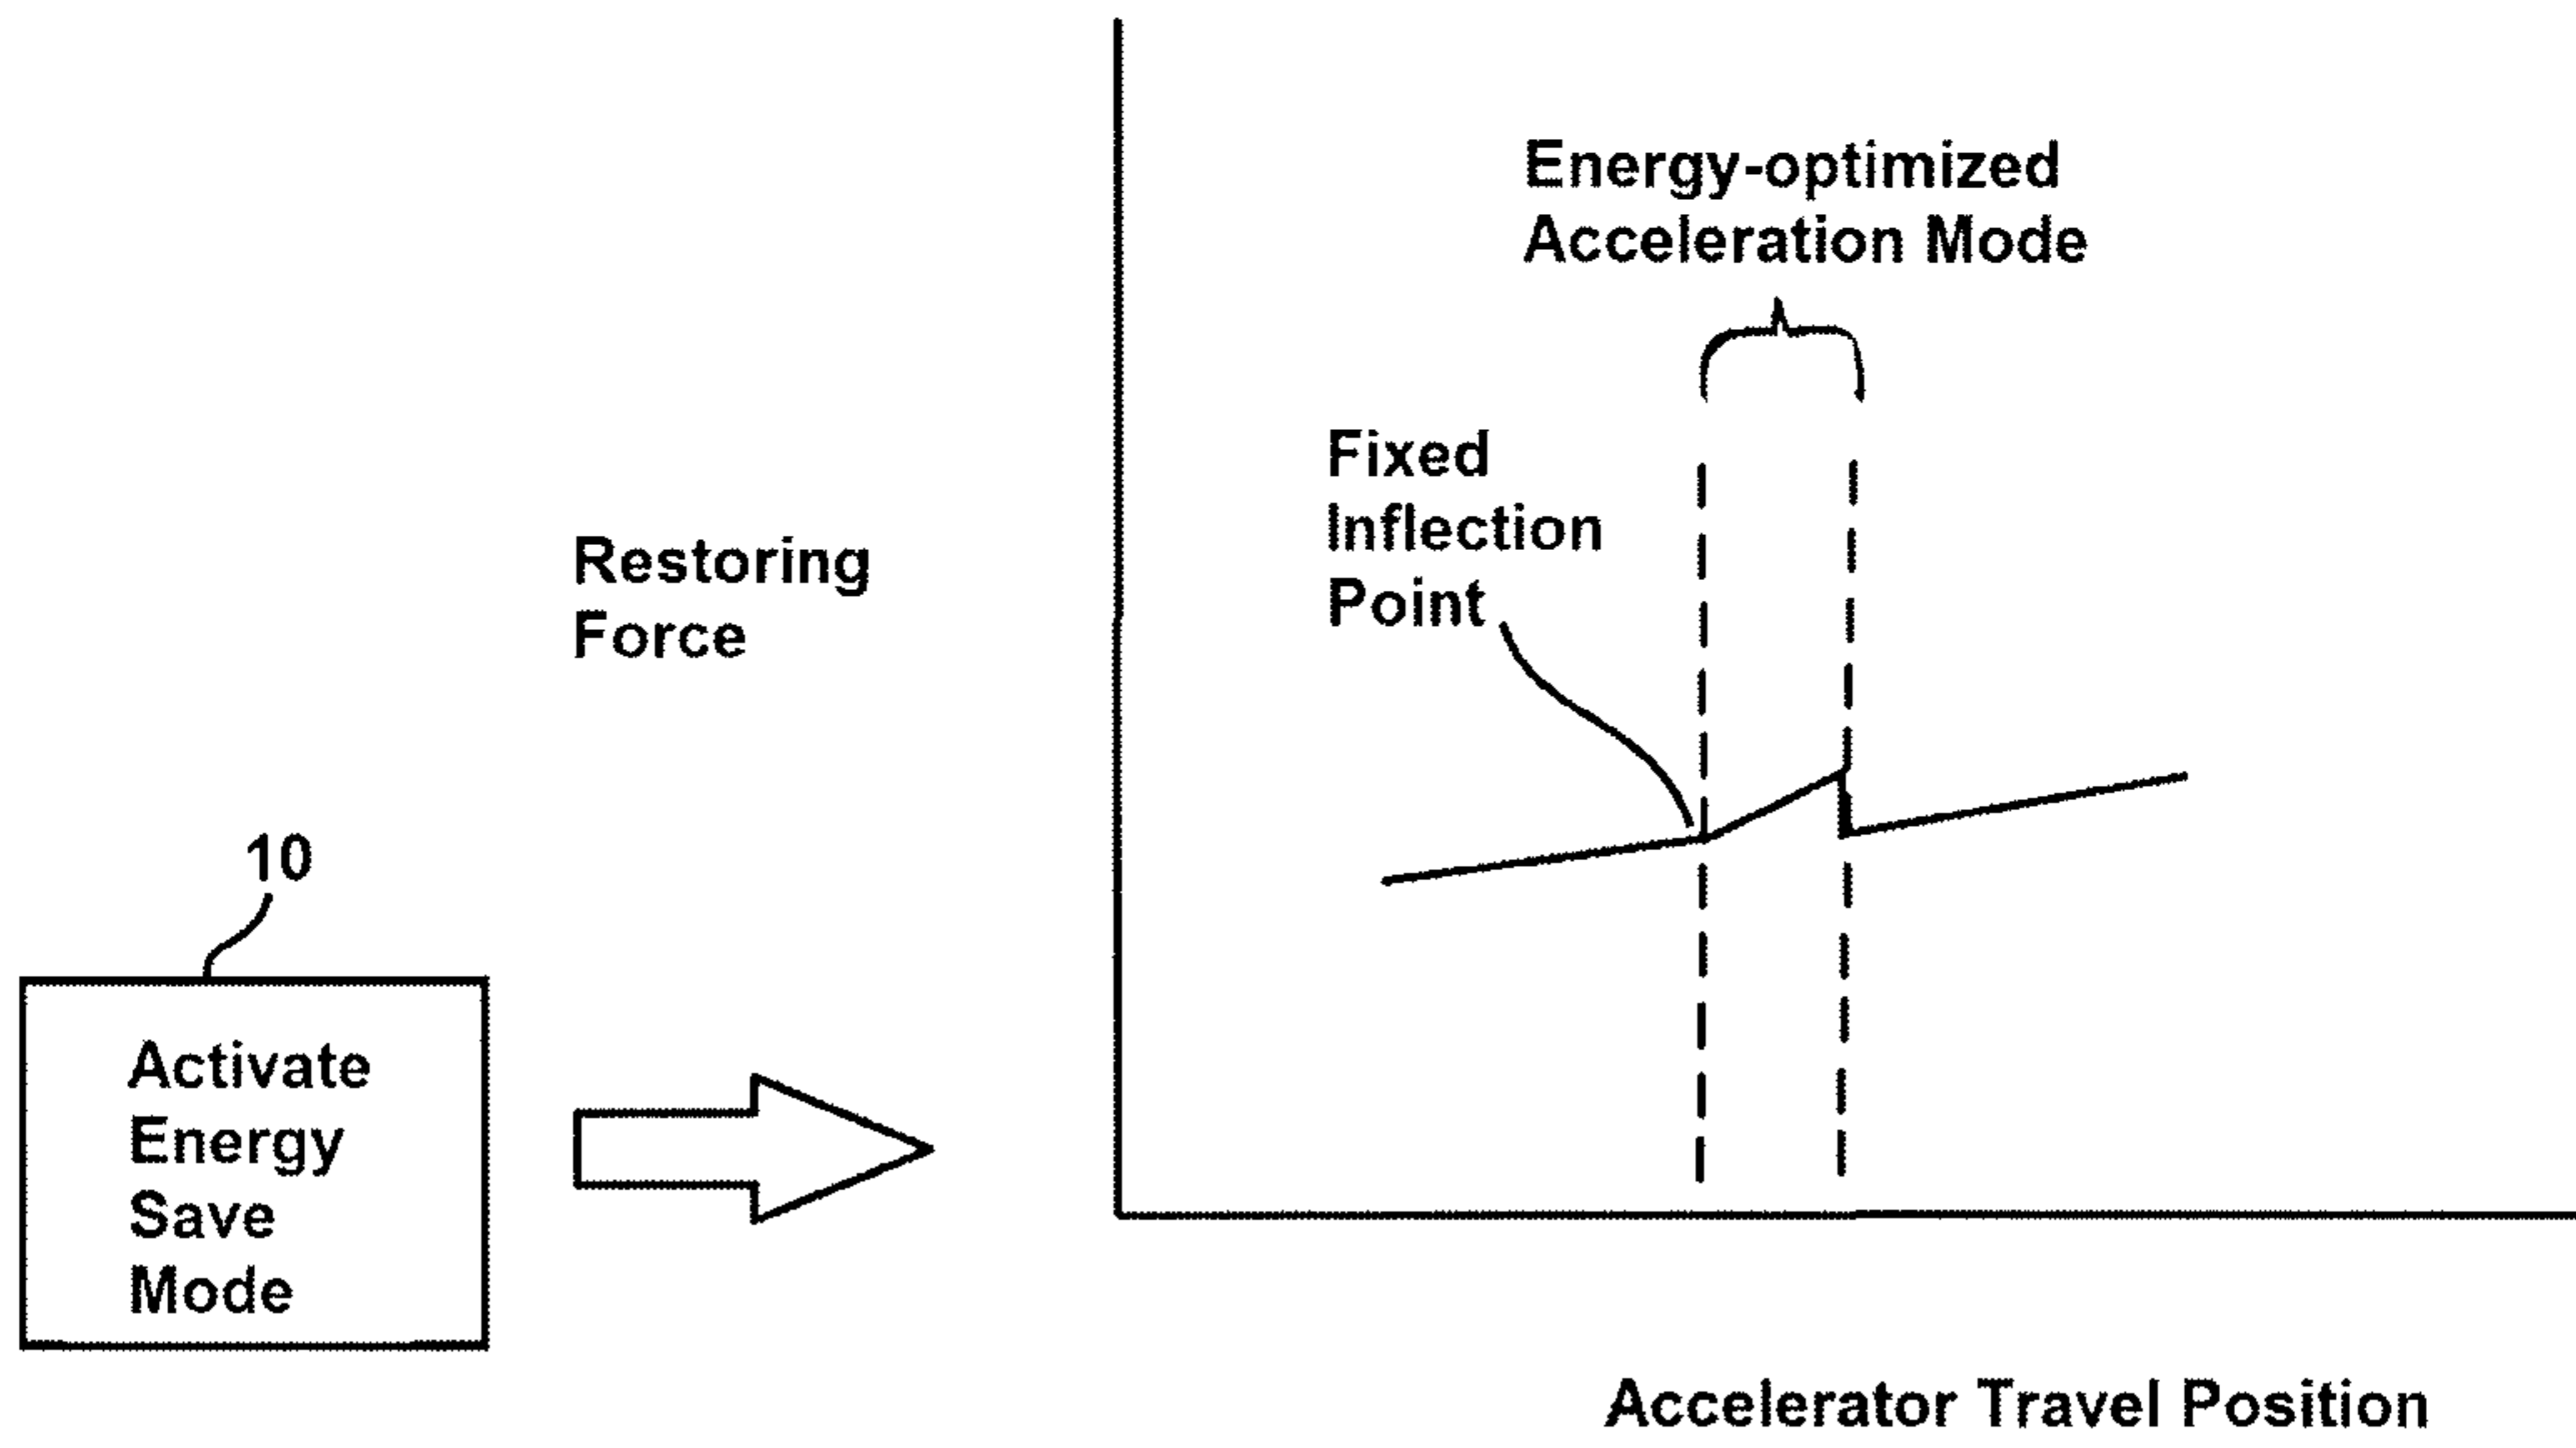 Energy-optimized
Acceleration Mode
Fixed
Inflection
Point
Restoring
Force
10
Activate
Energy
Save
Mode
Accelerator Travel Position